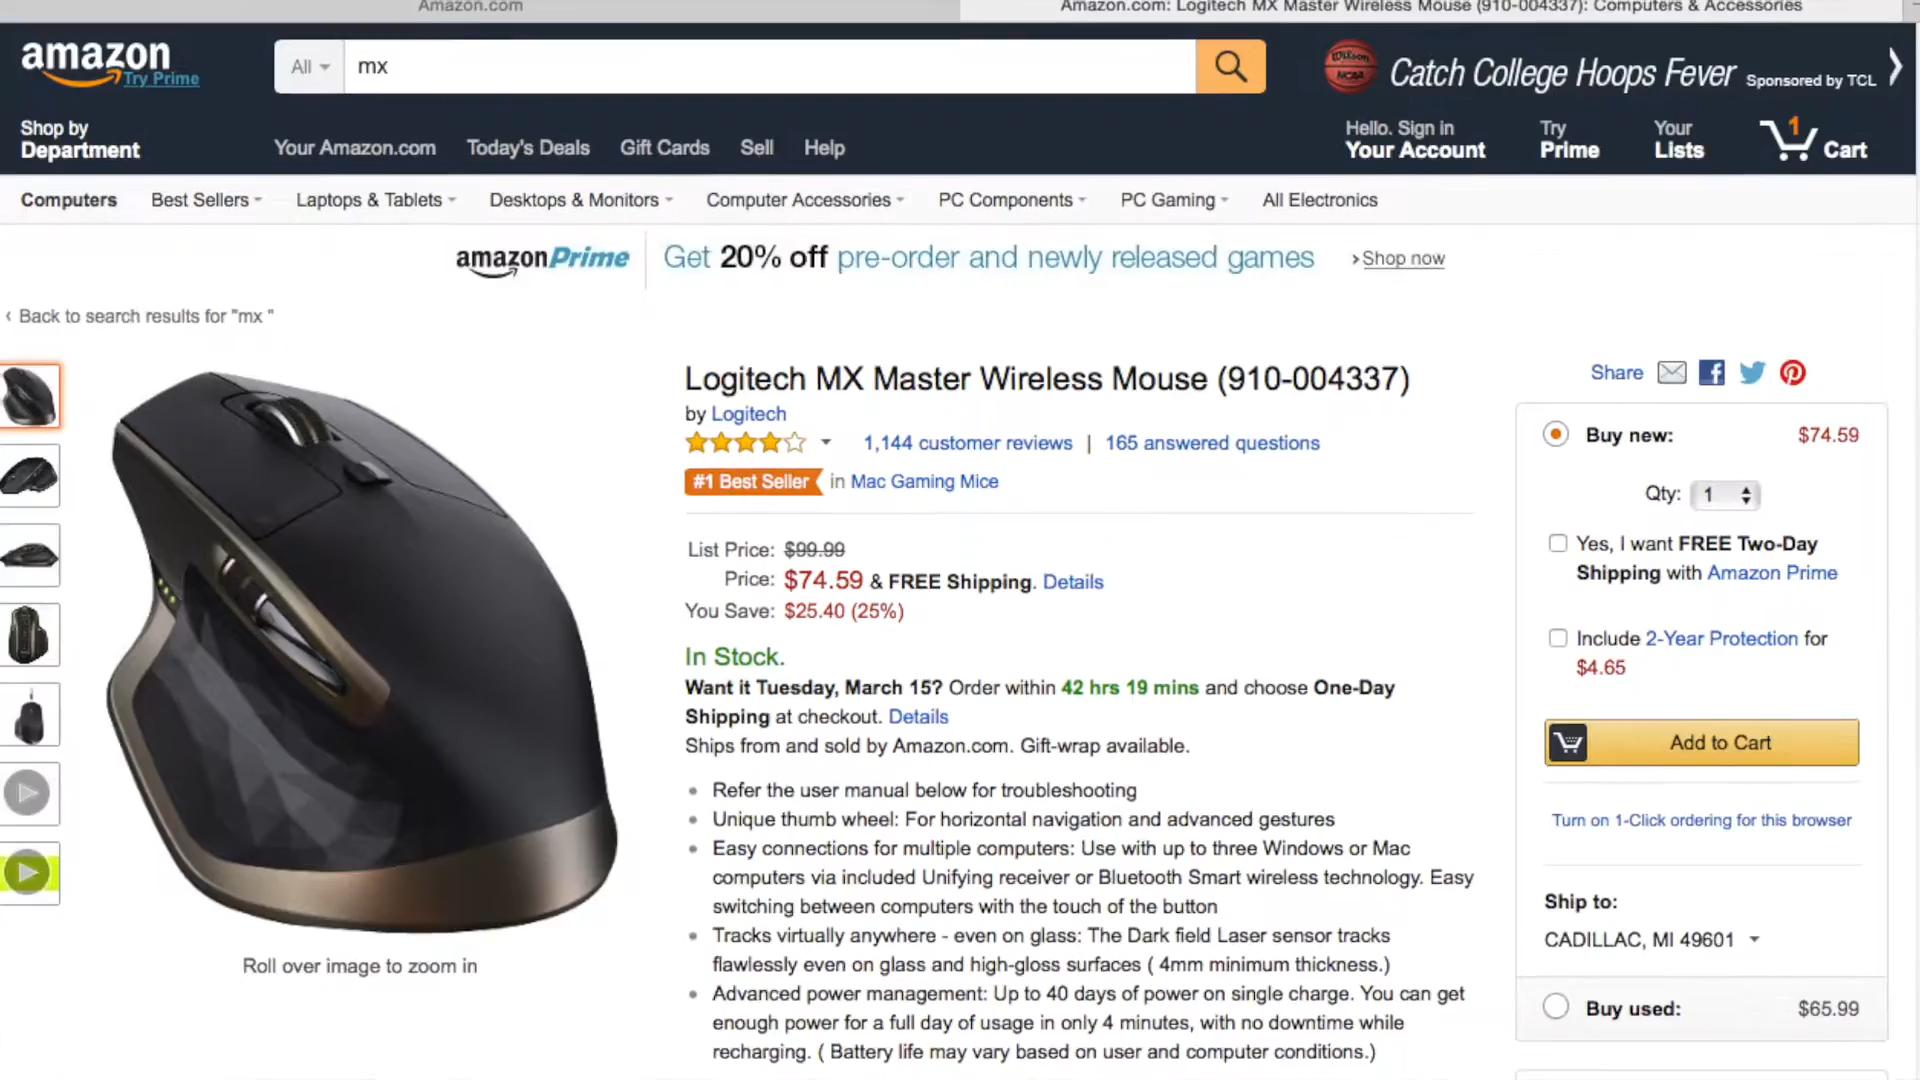 Amazon.com
Amazon.com: Logitech MX Master Wireless Mouse (910-004337): Computers & Accessories
amazon
Try Prime
All
mx
Wilson
NCAA
Catch College Hoops Fever Sponsored by TCL
Shop by
Department
Your Amazon.com Today's Deals Gift Cards Sell Help
Hello. Sign in
Your Account
Try
Prime
Your
Lists
1
Cart
Computers Best Sellers Laptops & Tablets Desktops & Monitors Computer Accessories PC Components PC Gaming All Electronics
amazonPrime Get 20% off pre-order and newly released games › Shop now
‹ Back to search results for "mx "
Logitech MX Master Wireless Mouse (910-004337)
by Logitech
1,144 customer reviews | 165 answered questions
#1 Best Seller in Mac Gaming Mice
List Price: $99.99
Price: $74.59 & FREE Shipping. Details
You Save: $25.40 (25%)
In Stock.
Want it Tuesday, March 15? Order within 42 hrs 19 mins and choose One-Day
Shipping at checkout. Details
Ships from and sold by Amazon.com. Gift-wrap available.
• Refer the user manual below for troubleshooting
• Unique thumb wheel: For horizontal navigation and advanced gestures
• Easy connections for multiple computers: Use with up to three Windows or Mac
computers via included Unifying receiver or Bluetooth Smart wireless technology. Easy
switching between computers with the touch of the button
• Tracks virtually anywhere - even on glass: The Dark field Laser sensor tracks
flawlessly even on glass and high-gloss surfaces ( 4mm minimum thickness.)
• Advanced power management: Up to 40 days of power on single charge. You can get
enough power for a full day of usage in only 4 minutes, with no downtime while
recharging. ( Battery life may vary based on user and computer conditions.)
Roll over image to zoom in
Share
Buy new: $74.59
Qty: 1
Yes, I want FREE Two-Day
Shipping with Amazon Prime
Include 2-Year Protection for
$4.65
Add to Cart
Turn on 1-Click ordering for this browser
Ship to:
CADILLAC, MI 49601
Buy used: $65.99